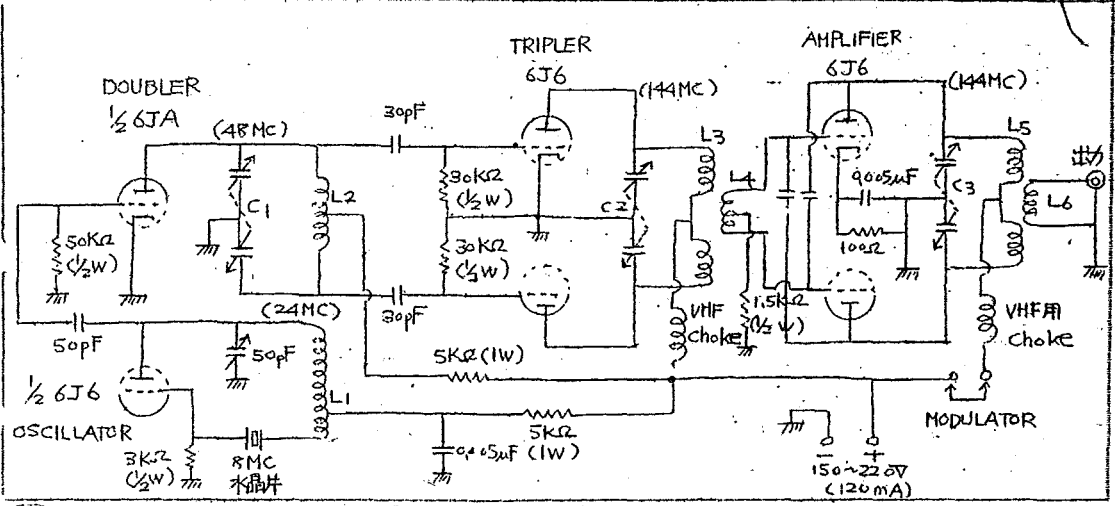 DOUBLER
½ 6JA
(48MC)
30pF
TRIPLER
6J6
(144MC)
AMPLIFIER
6J6
(144MC)
L3
L4
L5
L6
出力
50KΩ
(½W)
C1
L2
30KΩ
(½W)
30KΩ
(½W)
C2
0,005μF
100Ω
C3
(24MC)
30pF
VHF
Choke
1.5KΩ
(½W)
VHF用
Choke
50pF
50pF
5KΩ (1W)
½ 6J6
OSCILLATOR
L1
3KΩ
(½W)
8MC
水晶片
0,005μF
5KΩ
(1W)
MODULATOR
− +
150~220V
(120mA)